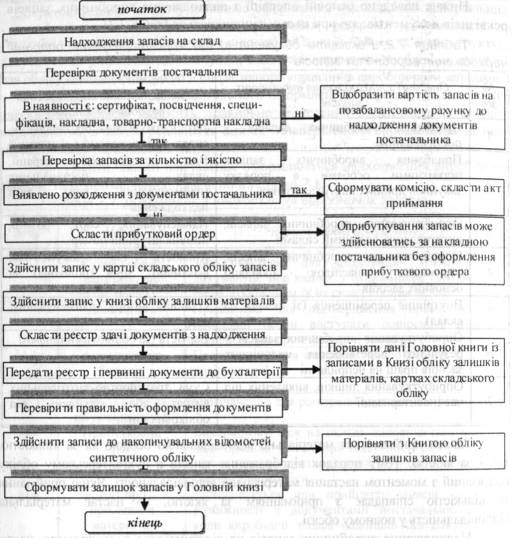 початок
Надходження запасів на склад
Перевірка документів постачальника
В наявності є: сертифікат, посвідчення, специ-
фікація, накладна, товарно-транспортна накладна
ні
Відобразити вартість запасів на
позабалансовому рахунку до
надходження документів
постачальника
так
Перевірка запасів за кількістю і якістю
Виявлено розходження з документами постачальника
так
Сформувати комісію, скласти акт
приймання
ні
Скласти прибутковий ордер
Оприбуткування запасів може
здійснюватись за накладною
постачальника без оформлення
прибуткового ордера
Здійснити запис у картці складського обліку запасів
Здійснити запис у книзі обліку залишків матеріалів
Скласти реєстр здачі документів з надходження
Передати реєстр і первинні документи до бухгалтерії
Порівняти дані Головної книги із
записами в Книзі обліку залишків
матеріалів, картках складського
обліку
Перевірити правильність оформлення документів
Здійснити записи до накопичувальних відомостей
синтетичного обліку
Порівняти з Книгою обліку
залишків запасів
Сформувати залишок запасів у Головній книзі
кінець